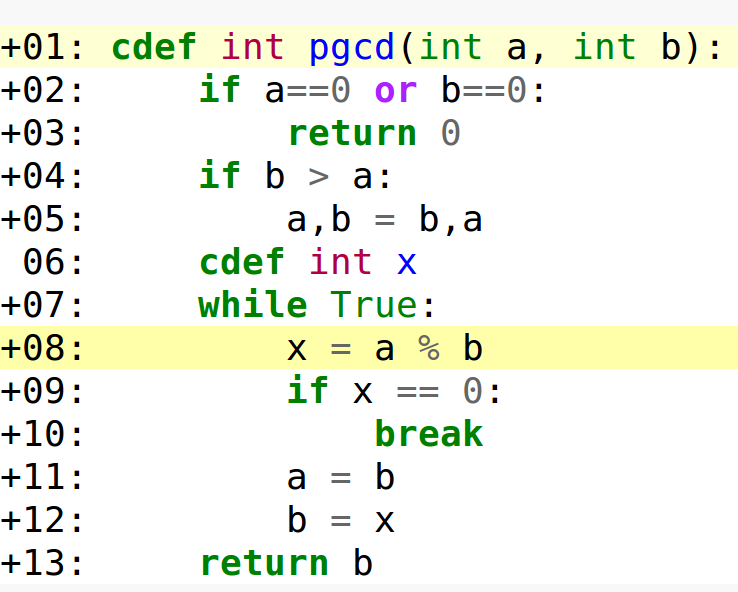 +01: cdef int pgcd(int a, int b):
+02:     if a==0 or b==0:
+03:         return 0
+04:     if b > a:
+05:         a,b = b,a
 06:     cdef int x
+07:     while True:
+08:         x = a % b
+09:         if x == 0:
+10:             break
+11:         a = b
+12:         b = x
+13:     return b